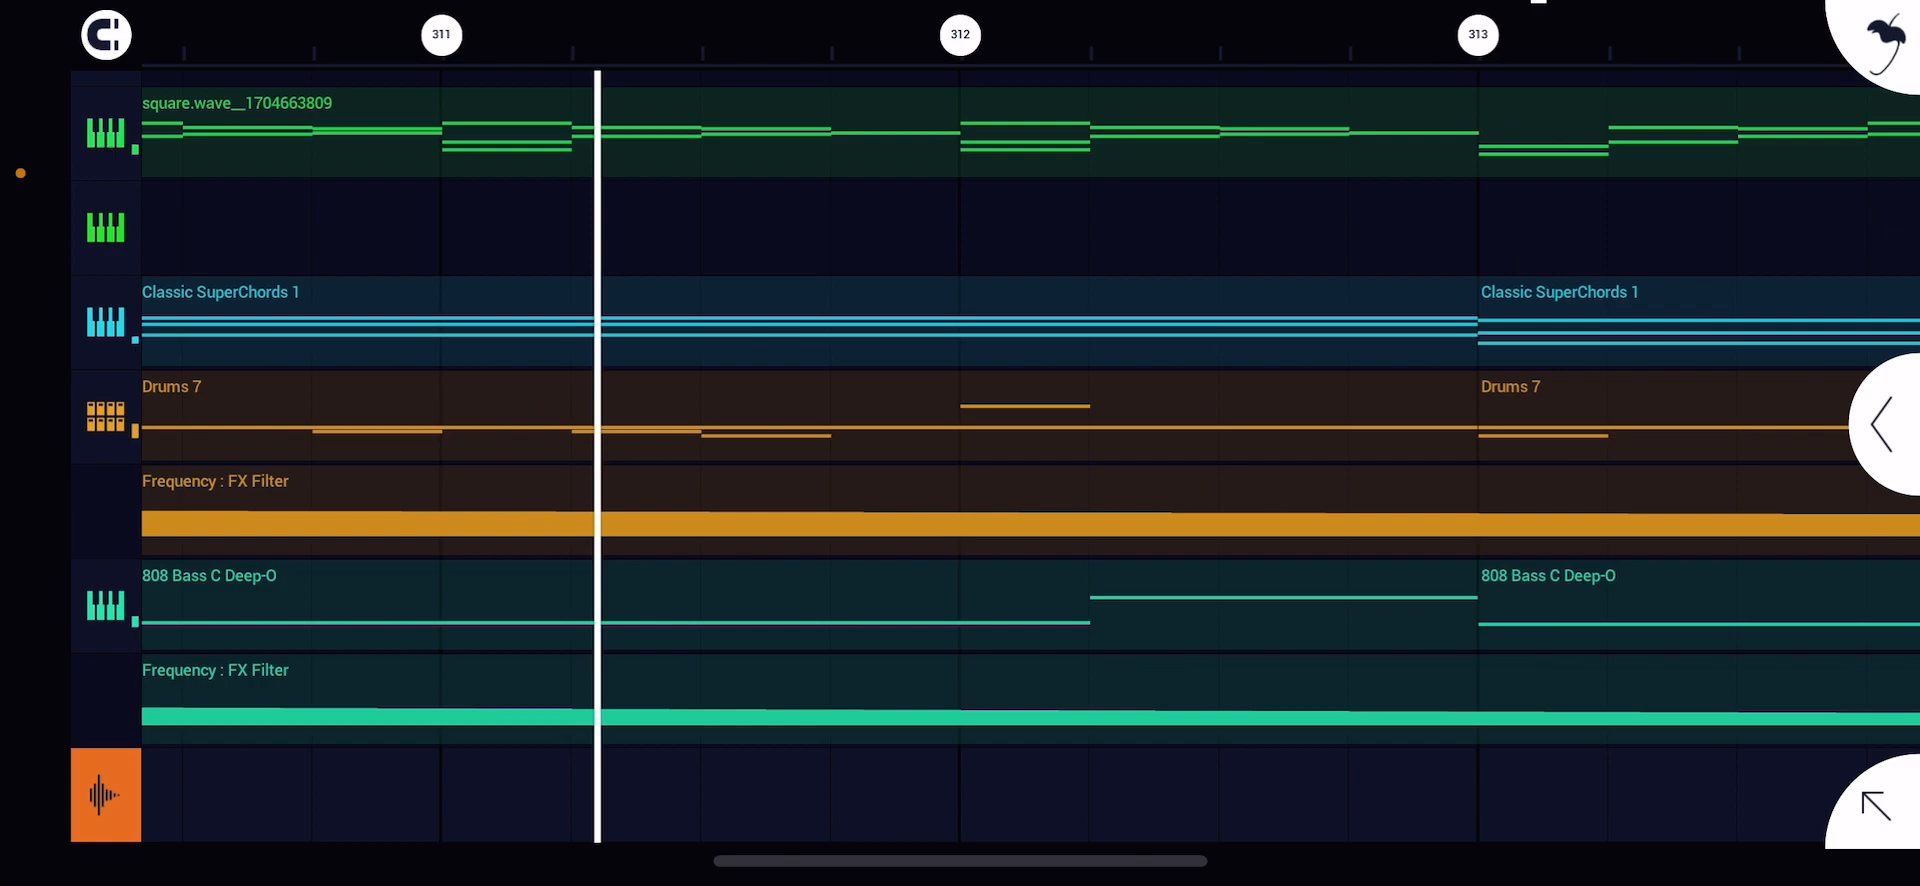 311
312
313
square.wave__1704663809
Classic SuperChords 1
Classic SuperChords 1
Drums 7
Drums 7
Frequency : FX Filter
808 Bass C Deep-O
808 Bass C Deep-O
Frequency : FX Filter